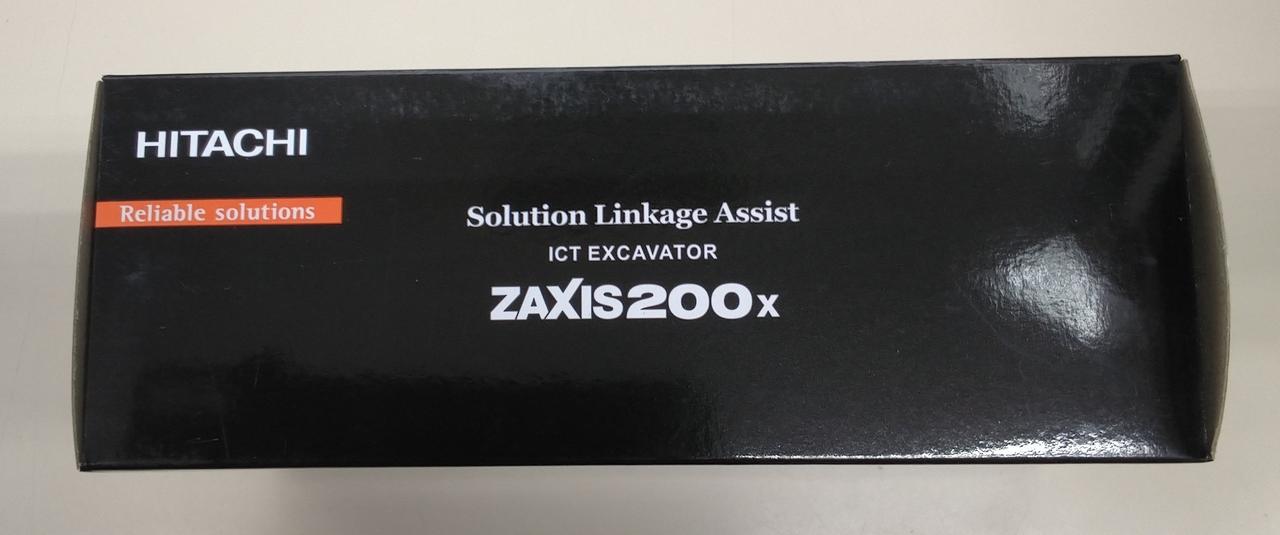 HITACHI
Reliable solutions
Solution Linkage Assist
ICT EXCAVATOR
ZAXIS200x